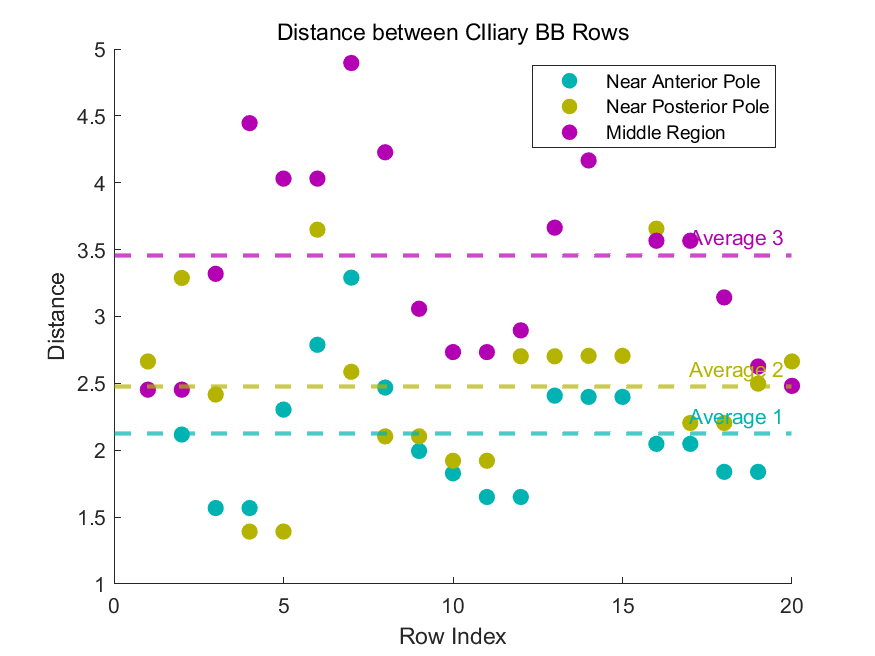 Distance between CIliary BB Rows
Near Anterior Pole
Near Posterior Pole
Middle Region
5
4.5
4
3.5
3
2.5
2
1.5
1
Distance
Average 3
Average 2
Average 1
0
5
10
15
20
Row Index